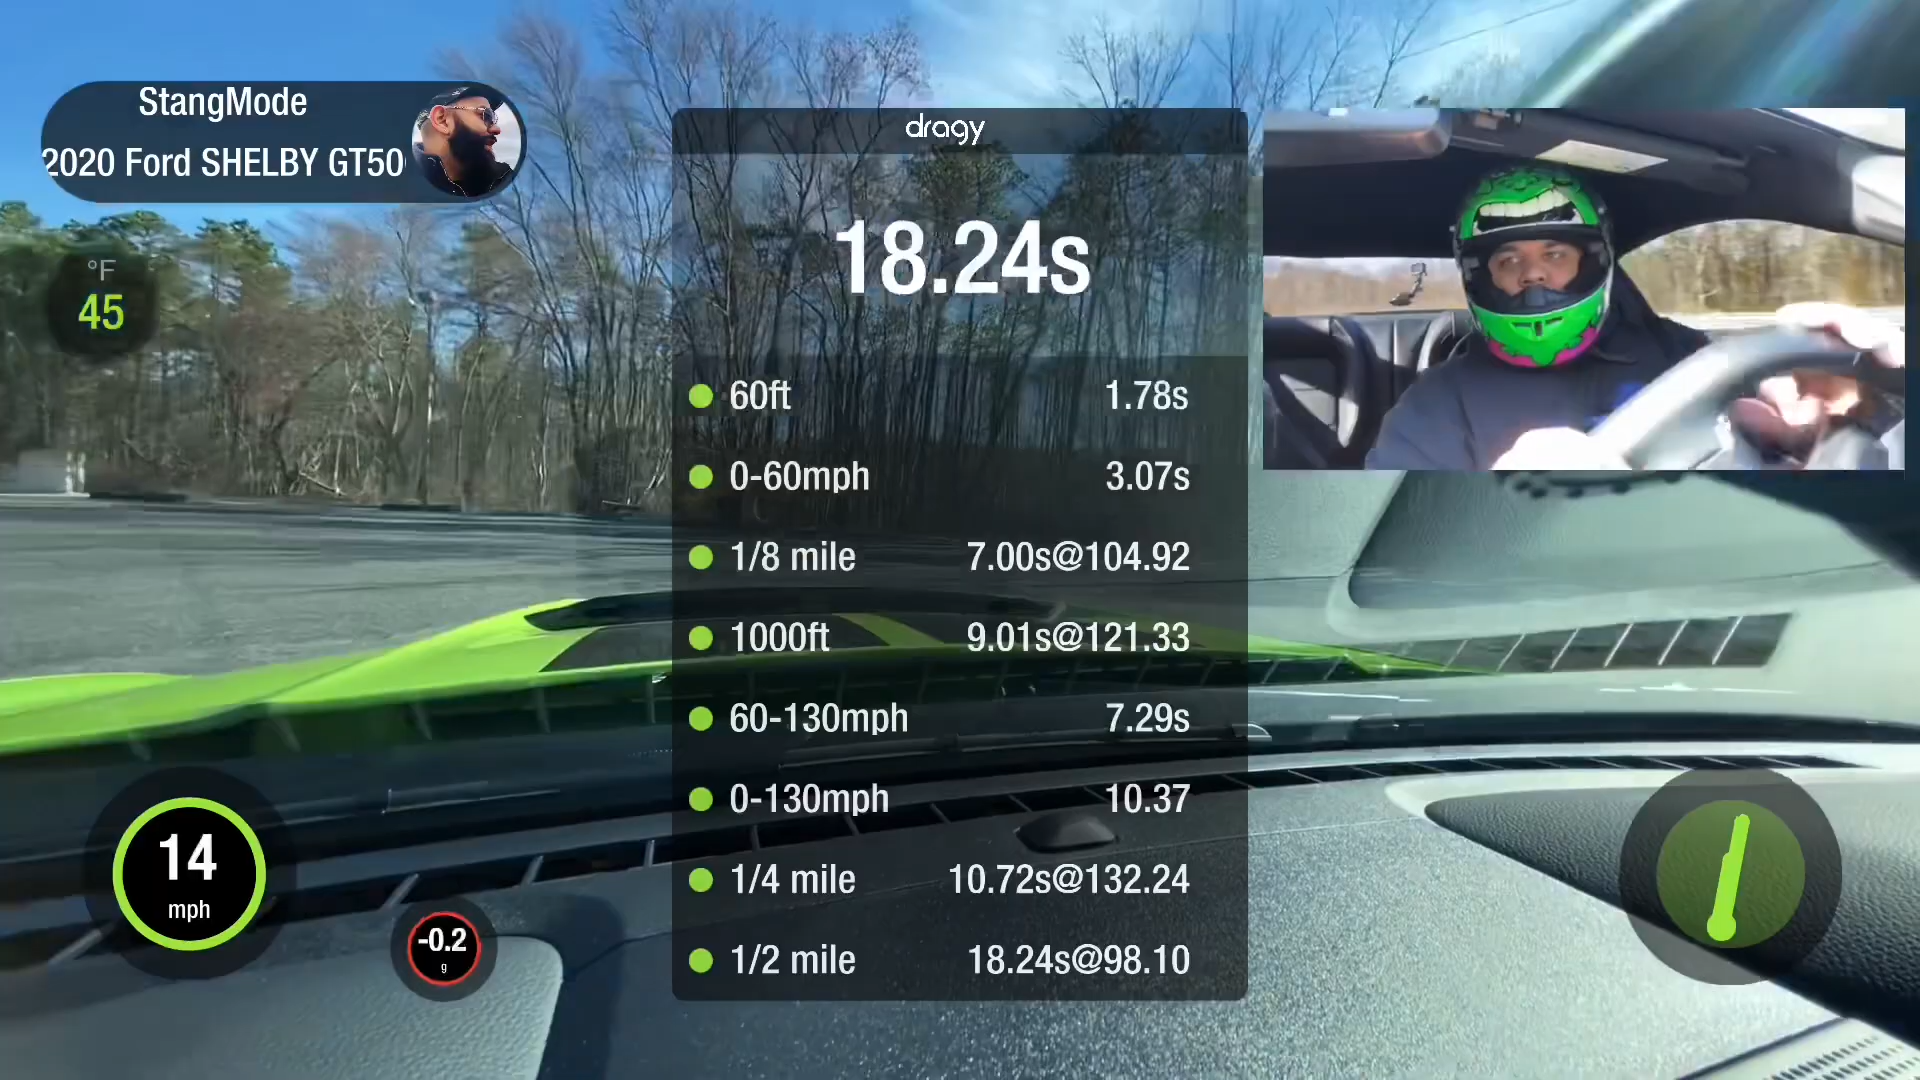 StangMode
2020 Ford SHELBY GT50
°F
45
dragy
18.24s
60ft 1.78s
0-60mph 3.07s
1/8 mile 7.00s@104.92
1000ft 9.01s@121.33
60-130mph 7.29s
0-130mph 10.37
1/4 mile 10.72s@132.24
1/2 mile 18.24s@98.10
14
mph
-0.2
g